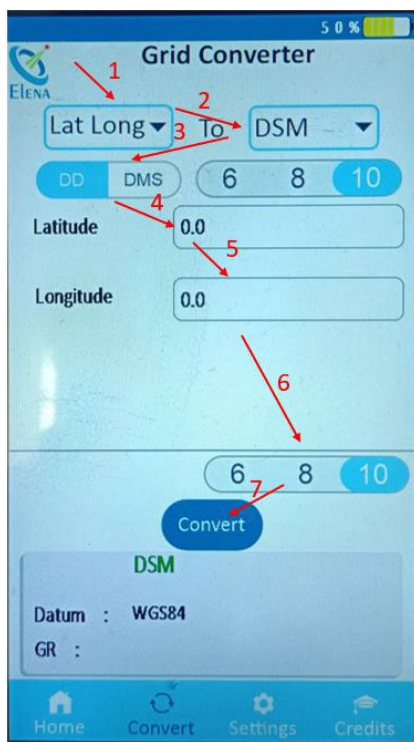 50%
Grid Converter
ELENA
1
2
Lat Long To DSM
3
DD DMS 6 8 10
4
Latitude 0.0
5
Longitude 0.0
6
6 8 10
7
Convert
DSM
Datum : WGS84
GR :
Home Convert Settings Credits